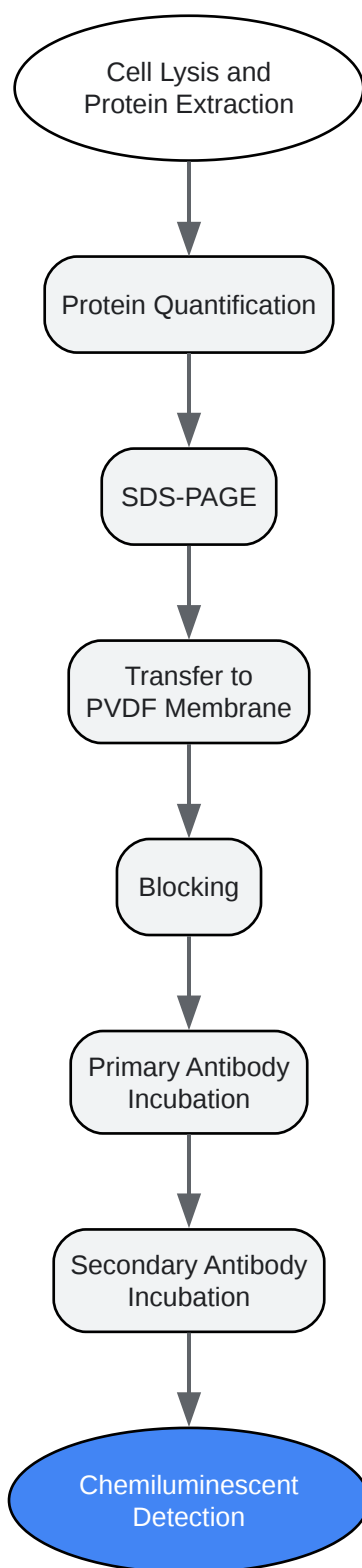 Cell Lysis and
Protein Extraction
Protein Quantification
SDS-PAGE
Transfer to
PVDF Membrane
Blocking
Primary Antibody
Incubation
Secondary Antibody
Incubation
Chemiluminescent
Detection